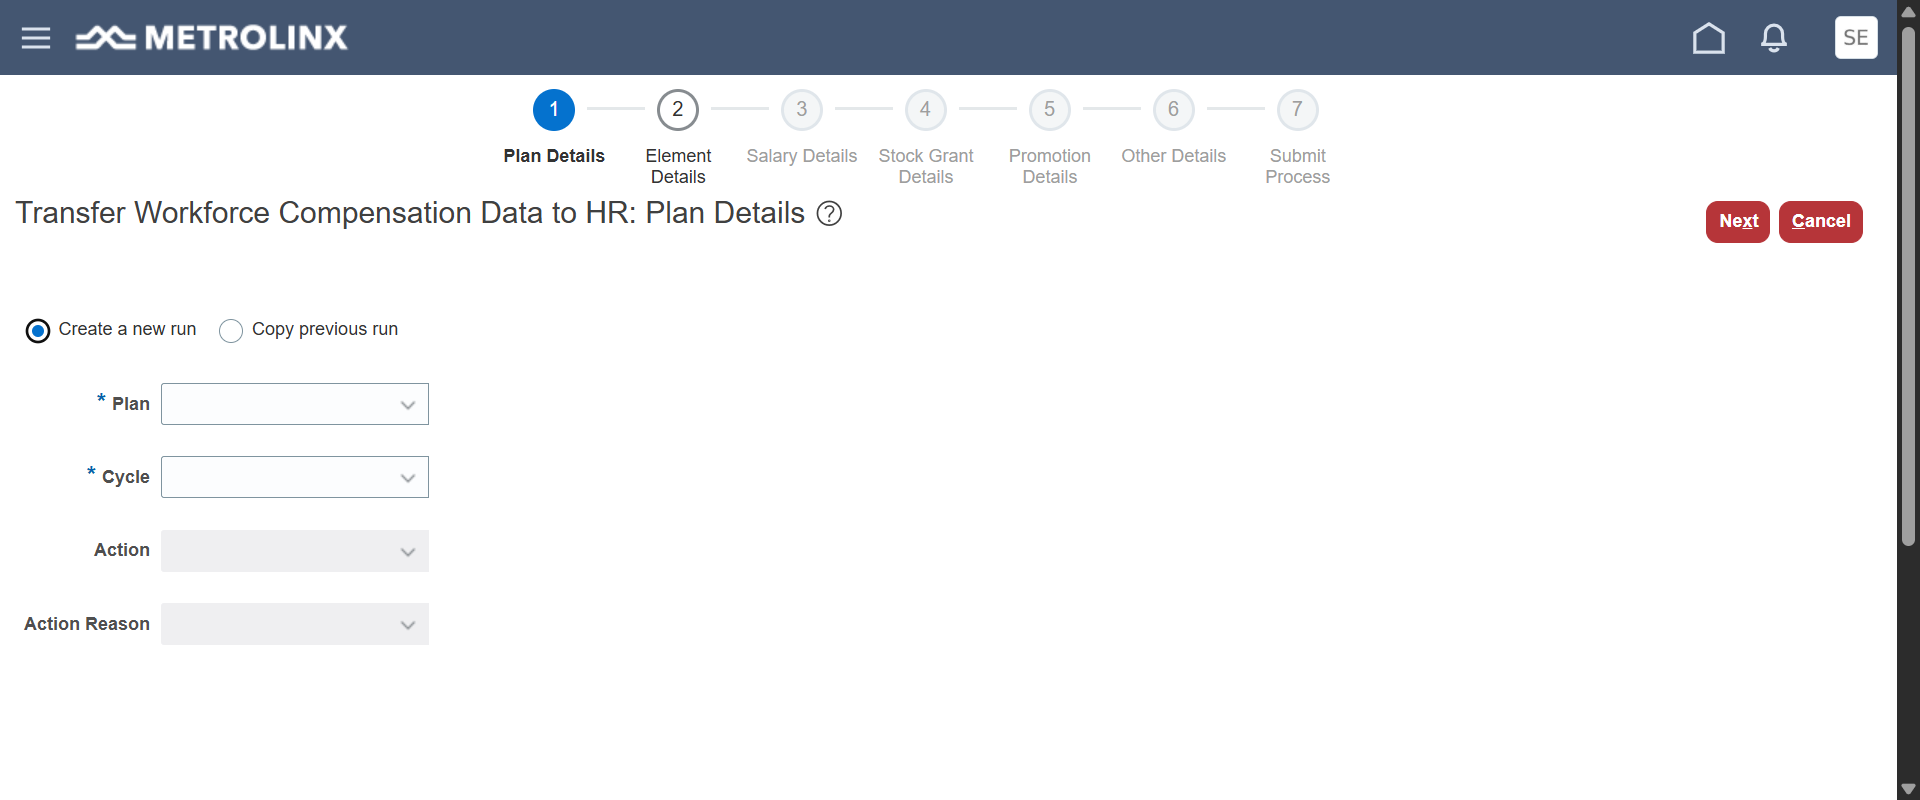 METROLINX
SE
1
2
3
4
5
6
7
Plan Details
Element
Details
Salary Details
Stock Grant
Details
Promotion
Details
Other Details
Submit
Process
Transfer Workforce Compensation Data to HR: Plan Details ?
Next
Cancel
Create a new run
Copy previous run
* Plan
* Cycle
Action
Action Reason